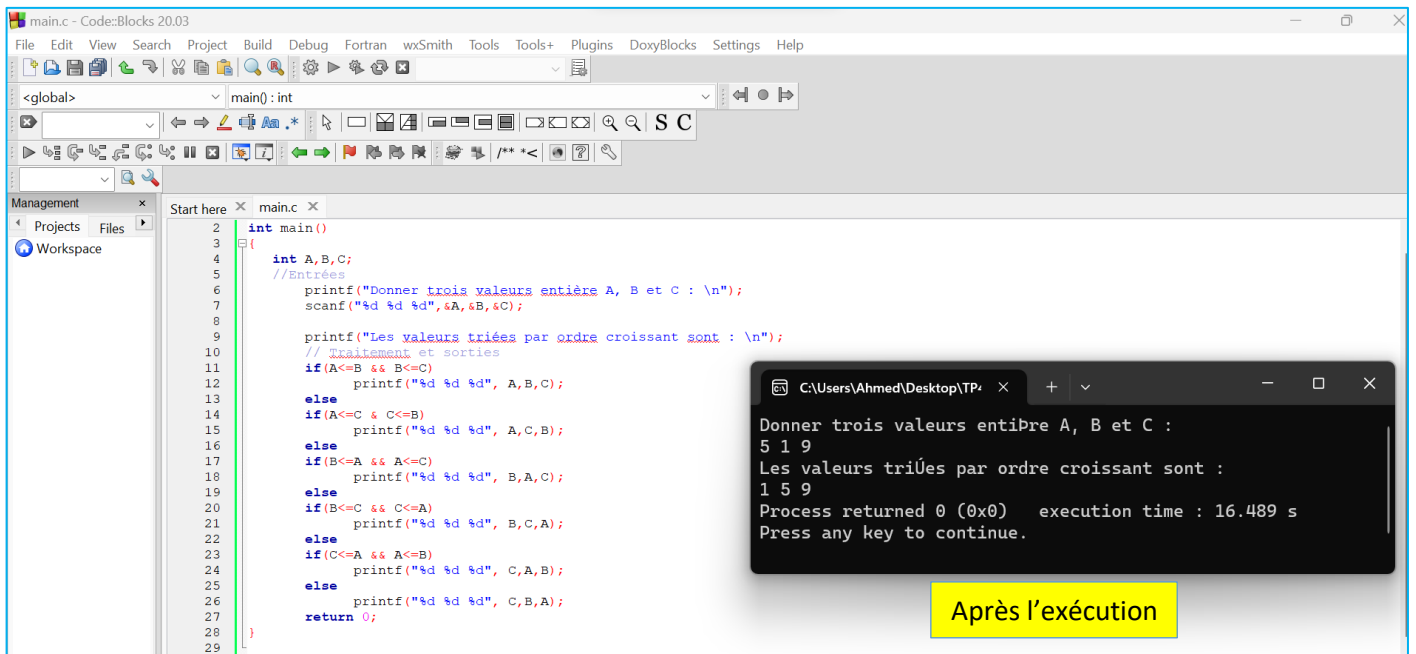 main.c - Code::Blocks 20.03
File Edit View Search Project Build Debug Fortran wxSmith Tools Tools+ Plugins DoxyBlocks Settings Help
<global> main() : int
Aa .* S C
/** *<
Management ×
Projects Files
Workspace
Start here × main.c ×
2 int main()
3 {
4 int A,B,C;
5 //Entrées
6 printf("Donner trois valeurs entière A, B et C : \n");
7 scanf("%d %d %d",&A,&B,&C);
8
9 printf("Les valeurs triées par ordre croissant sont : \n");
10 // Traitement et sorties
11 if(A<=B && B<=C)
12 printf("%d %d %d", A,B,C);
13 else
14 if(A<=C & C<=B)
15 printf("%d %d %d", A,C,B);
16 else
17 if(B<=A && A<=C)
18 printf("%d %d %d", B,A,C);
19 else
20 if(B<=C && C<=A)
21 printf("%d %d %d", B,C,A);
22 else
23 if(C<=A && A<=B)
24 printf("%d %d %d", C,A,B);
25 else
26 printf("%d %d %d", C,B,A);
27 return 0;
28 }
29
C:\Users\Ahmed\Desktop\TP4
Donner trois valeurs entiÞre A, B et C :
5 1 9
Les valeurs triÚes par ordre croissant sont :
1 5 9
Process returned 0 (0x0) execution time : 16.489 s
Press any key to continue.
Après l'exécution